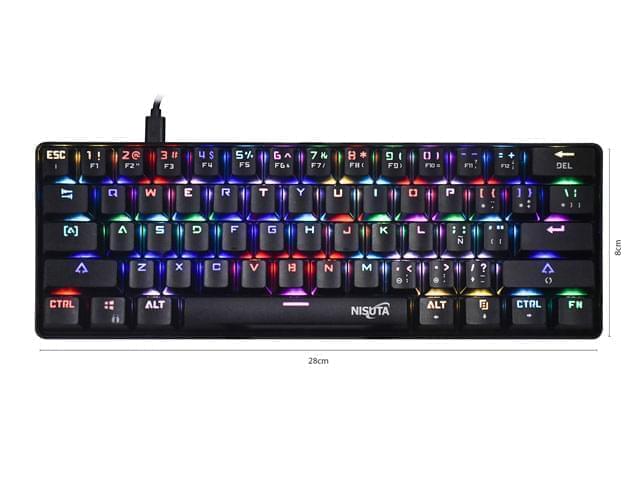 ESC 1! 2@ 3# 4$ 5% 6^ 7& 8* 9( 0) - _ = +
F1 F2 F3 F4 F5 F6 F7 F8 F9 F10 F11 F12 DEL
Q W E R T Y U I O P [ { ] } \ |
[A] A S D F G H J K L ; : Ñ ' "
Z X C V B N M , < . > / ?
CTRL ALT NISUTA ALT CTRL FN
8cm
28cm